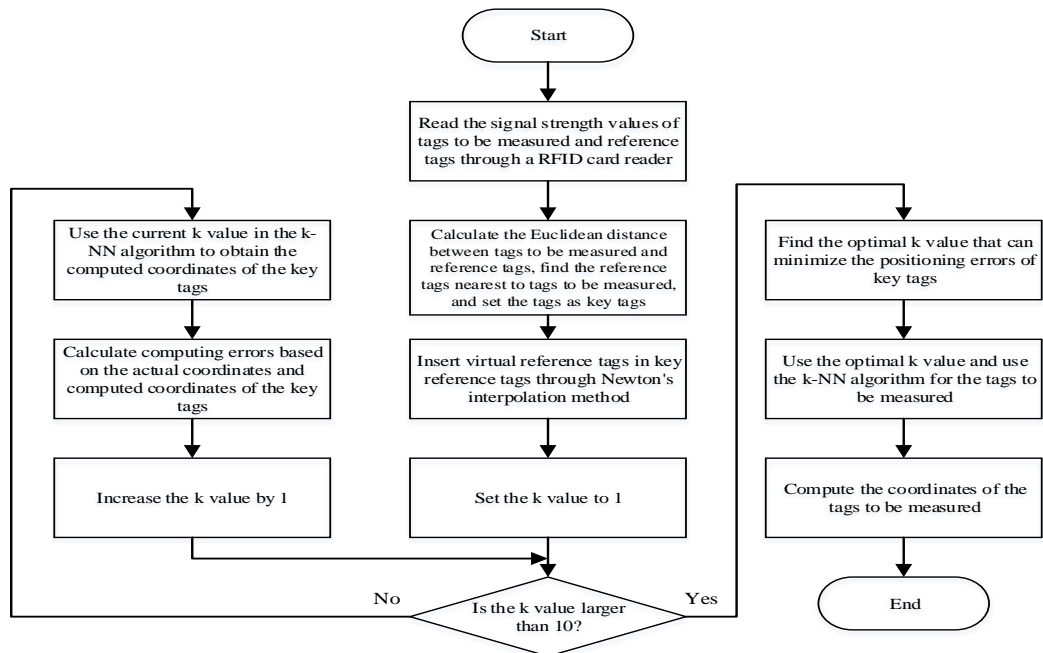 Start
Read the signal strength values of
tags to be measured and reference
tags through a RFID card reader
Calculate the Euclidean distance
between tags to be measured and
reference tags, find the reference
tags nearest to tags to be measured,
and set the tags as key tags
Insert virtual reference tags in key
reference tags through Newton's
interpolation method
Set the k value to 1
Is the k value larger
than 10?
No
Use the current k value in the k-
NN algorithm to obtain the
computed coordinates of the key
tags
Calculate computing errors based
on the actual coordinates and
computed coordinates of the key
tags
Increase the k value by 1
Yes
Find the optimal k value that can
minimize the positioning errors of
key tags
Use the optimal k value and use
the k-NN algorithm for the tags to
be measured
Compute the coordinates of the
tags to be measured
End